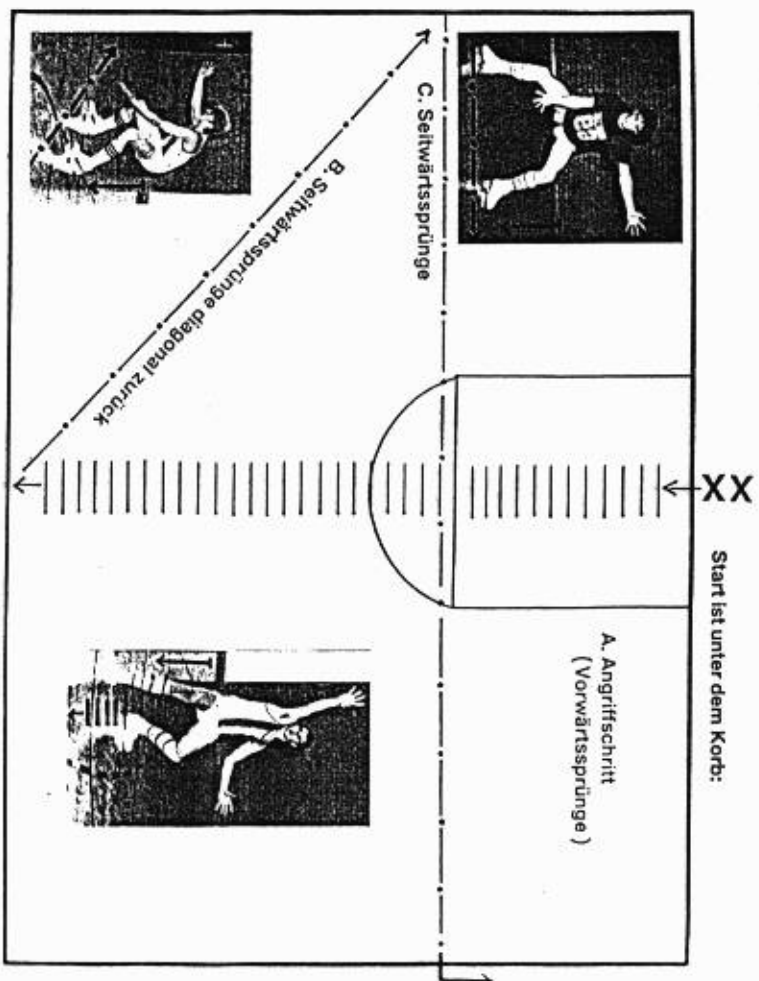 Start ist unter dem Korb:
XX
A. Angriffschritt
(Vorwärtssprünge)
B. Seitwärtssprünge diagonal zurück
C. Seitwärtssprünge